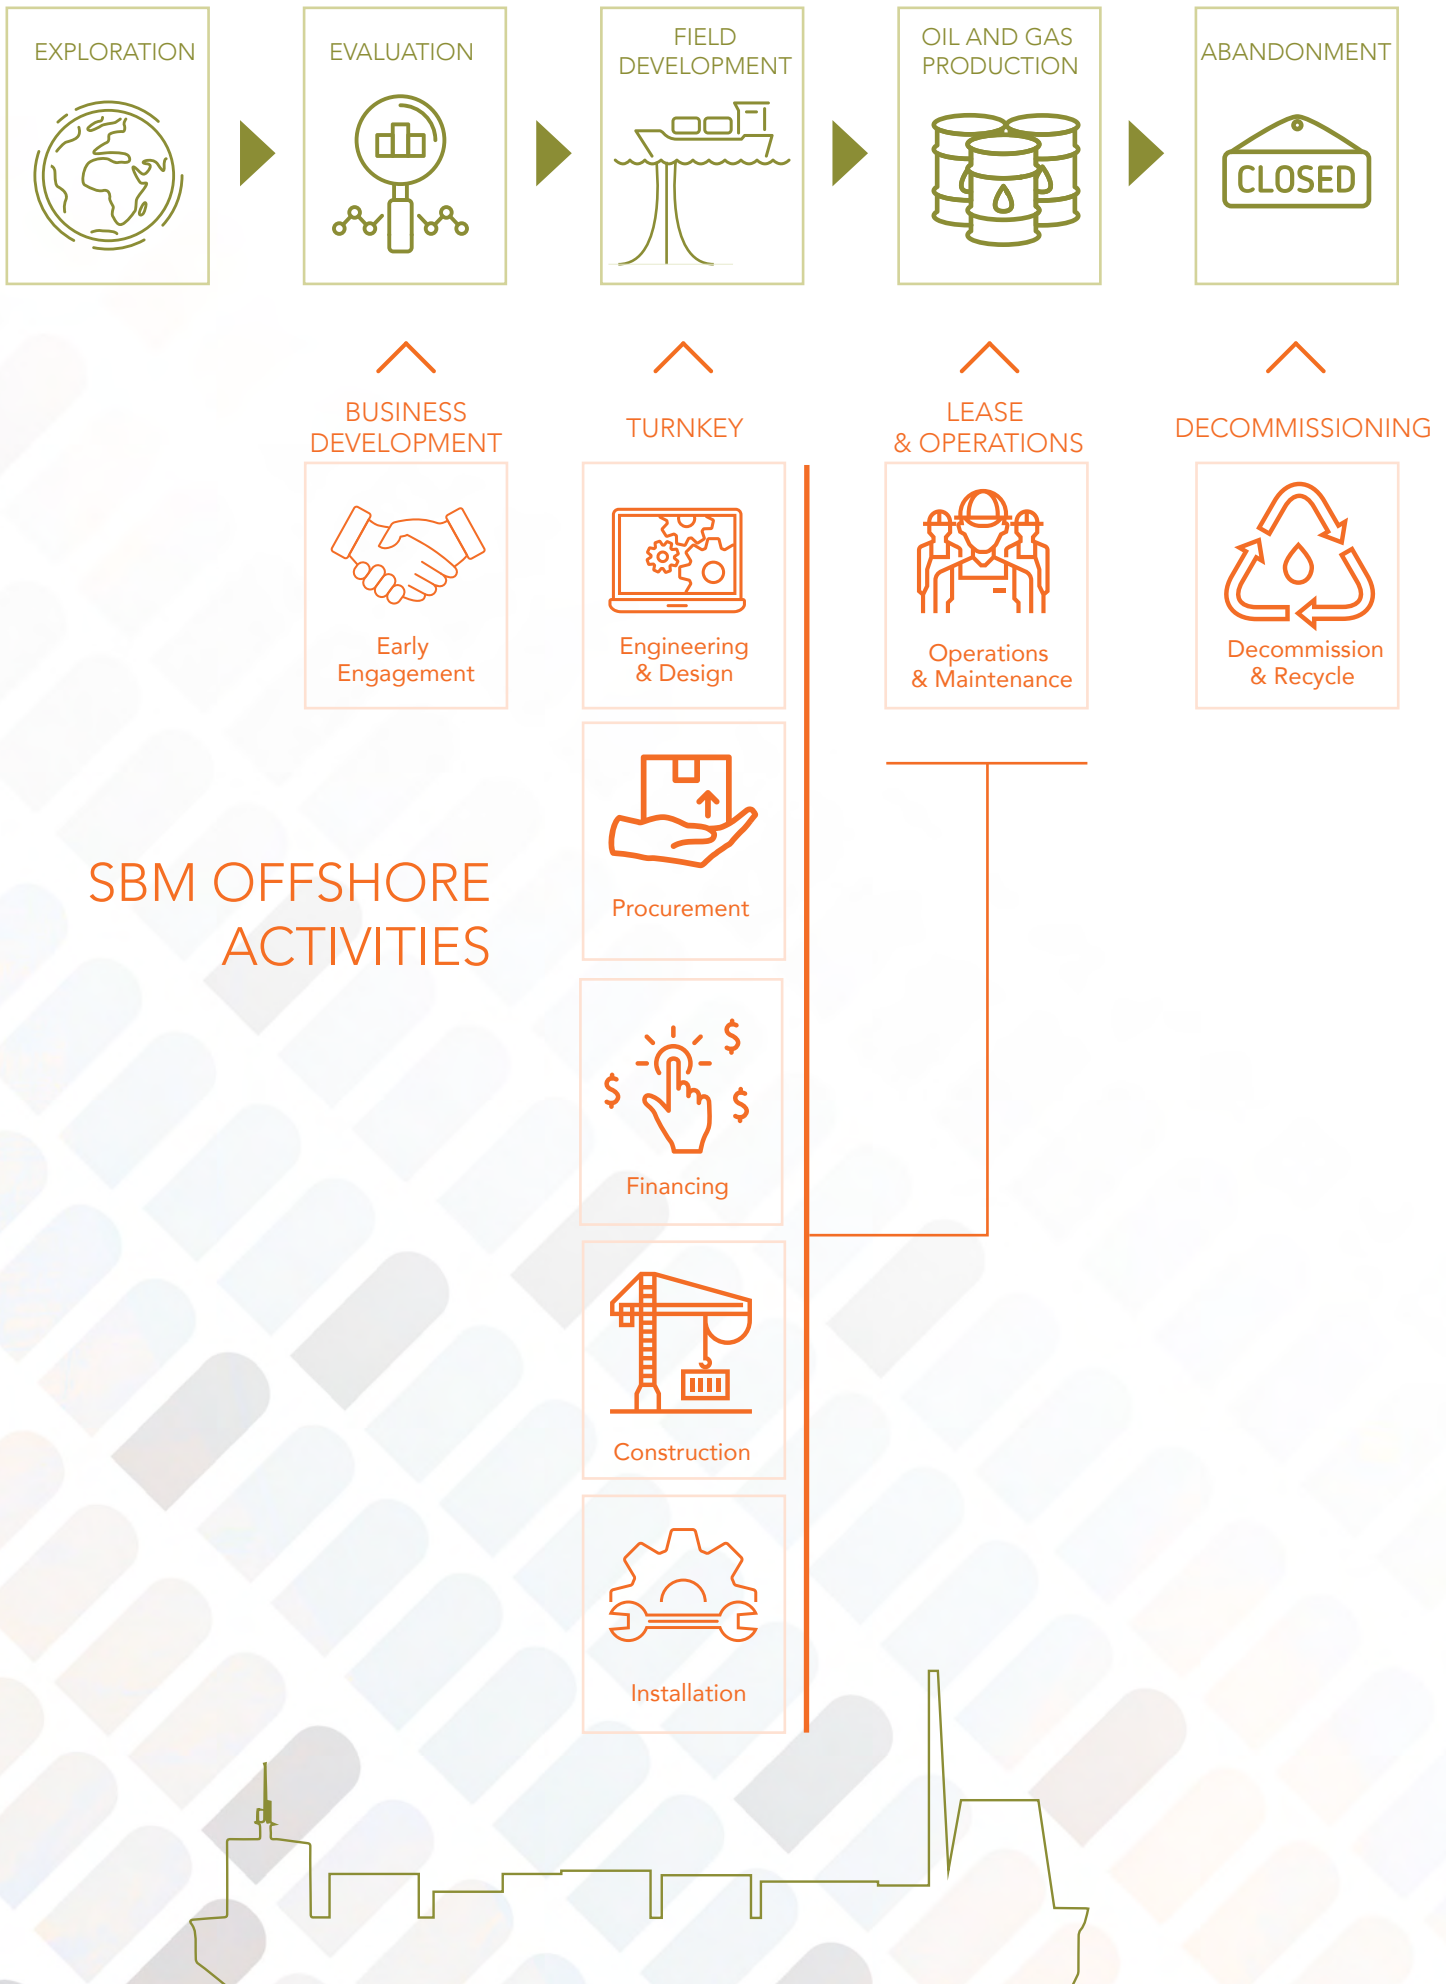 EXPLORATION
EVALUATION
FIELD
DEVELOPMENT
OIL AND GAS
PRODUCTION
ABANDONMENT
CLOSED
BUSINESS
DEVELOPMENT
TURNKEY
LEASE
& OPERATIONS
DECOMMISSIONING
Early
Engagement
Engineering
& Design
Operations
& Maintenance
Decommission
& Recycle
Procurement
SBM OFFSHORE
ACTIVITIES
$
$
$
Financing
Construction
Installation